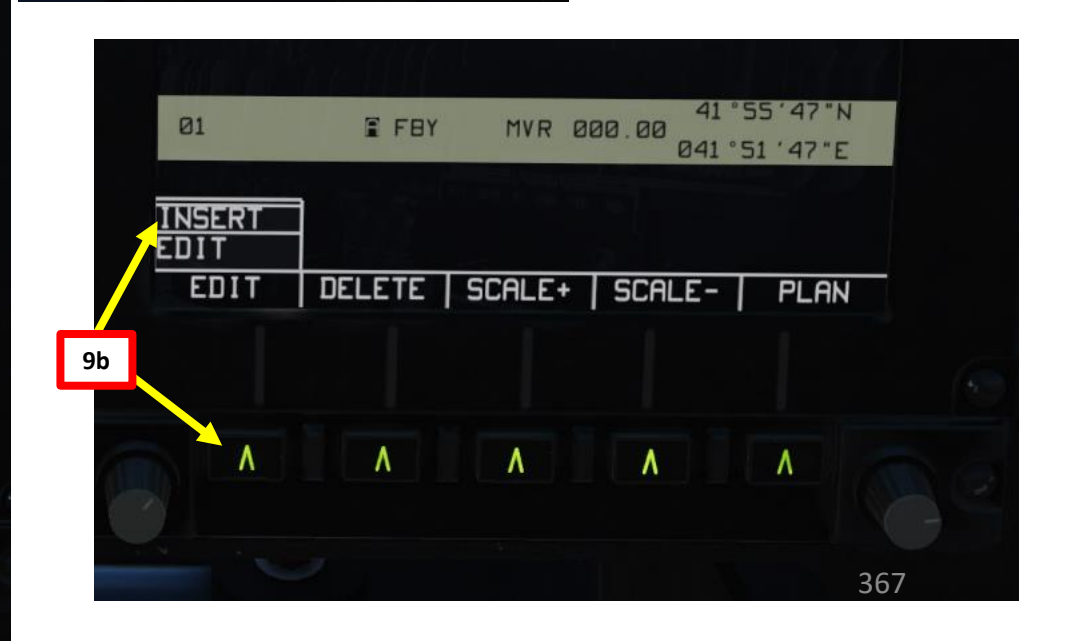 41°55'47"N
01 FBY MVR 000.00
041°51'47"E
INSERT
EDIT
EDIT DELETE SCALE+ SCALE- PLAN
9b
Λ Λ Λ Λ Λ
367